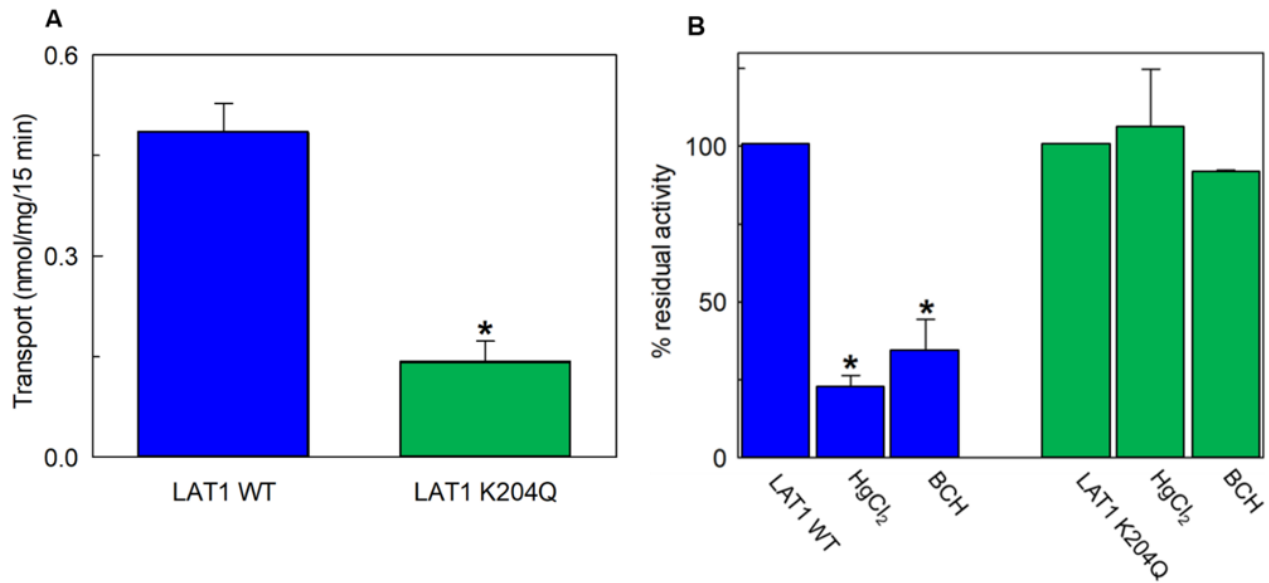 A
Transport (nmol/mg/15 min)
0.6
0.3
0.0
*
LAT1 WT
LAT1 K204Q
B
% residual activity
100
50
0
*
*
LAT1 WT
HgCl₂
BCH
LAT1 K204Q
HgCl₂
BCH